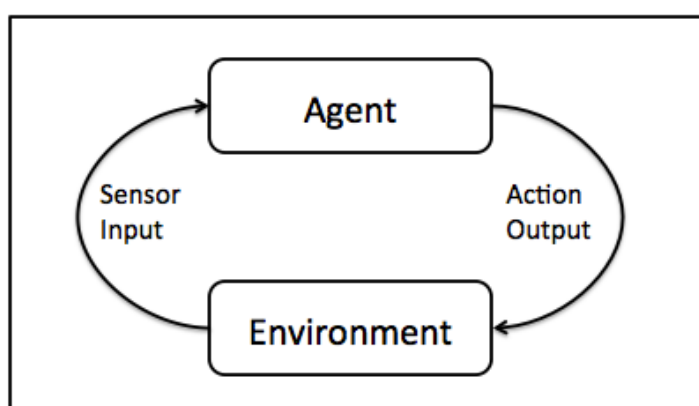 Agent
Sensor
Input
Action
Output
Environment